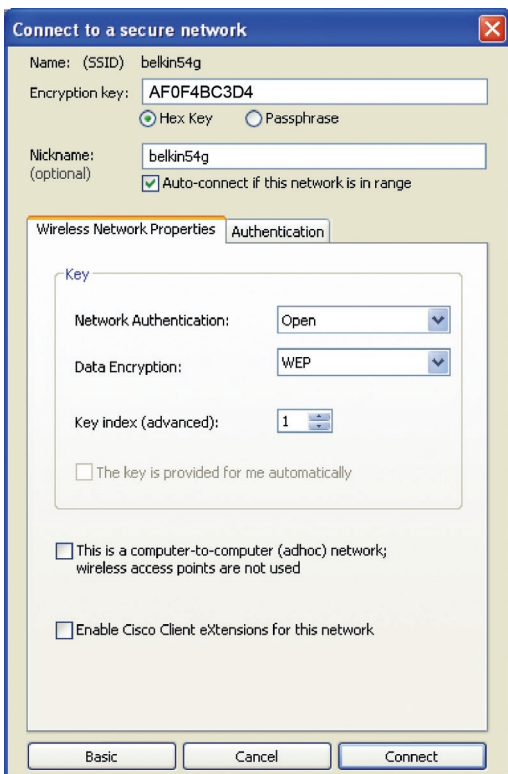 Connect to a secure network
Name: (SSID) belkin54g
Encryption key: AF0F4BC3D4
Hex Key Passphrase
Nickname: belkin54g
(optional)
Auto-connect if this network is in range
Wireless Network Properties Authentication
Key
Network Authentication: Open
Data Encryption: WEP
Key index (advanced): 1
The key is provided for me automatically
This is a computer-to-computer (adhoc) network;
wireless access points are not used
Enable Cisco Client eXtensions for this network
Basic Cancel Connect